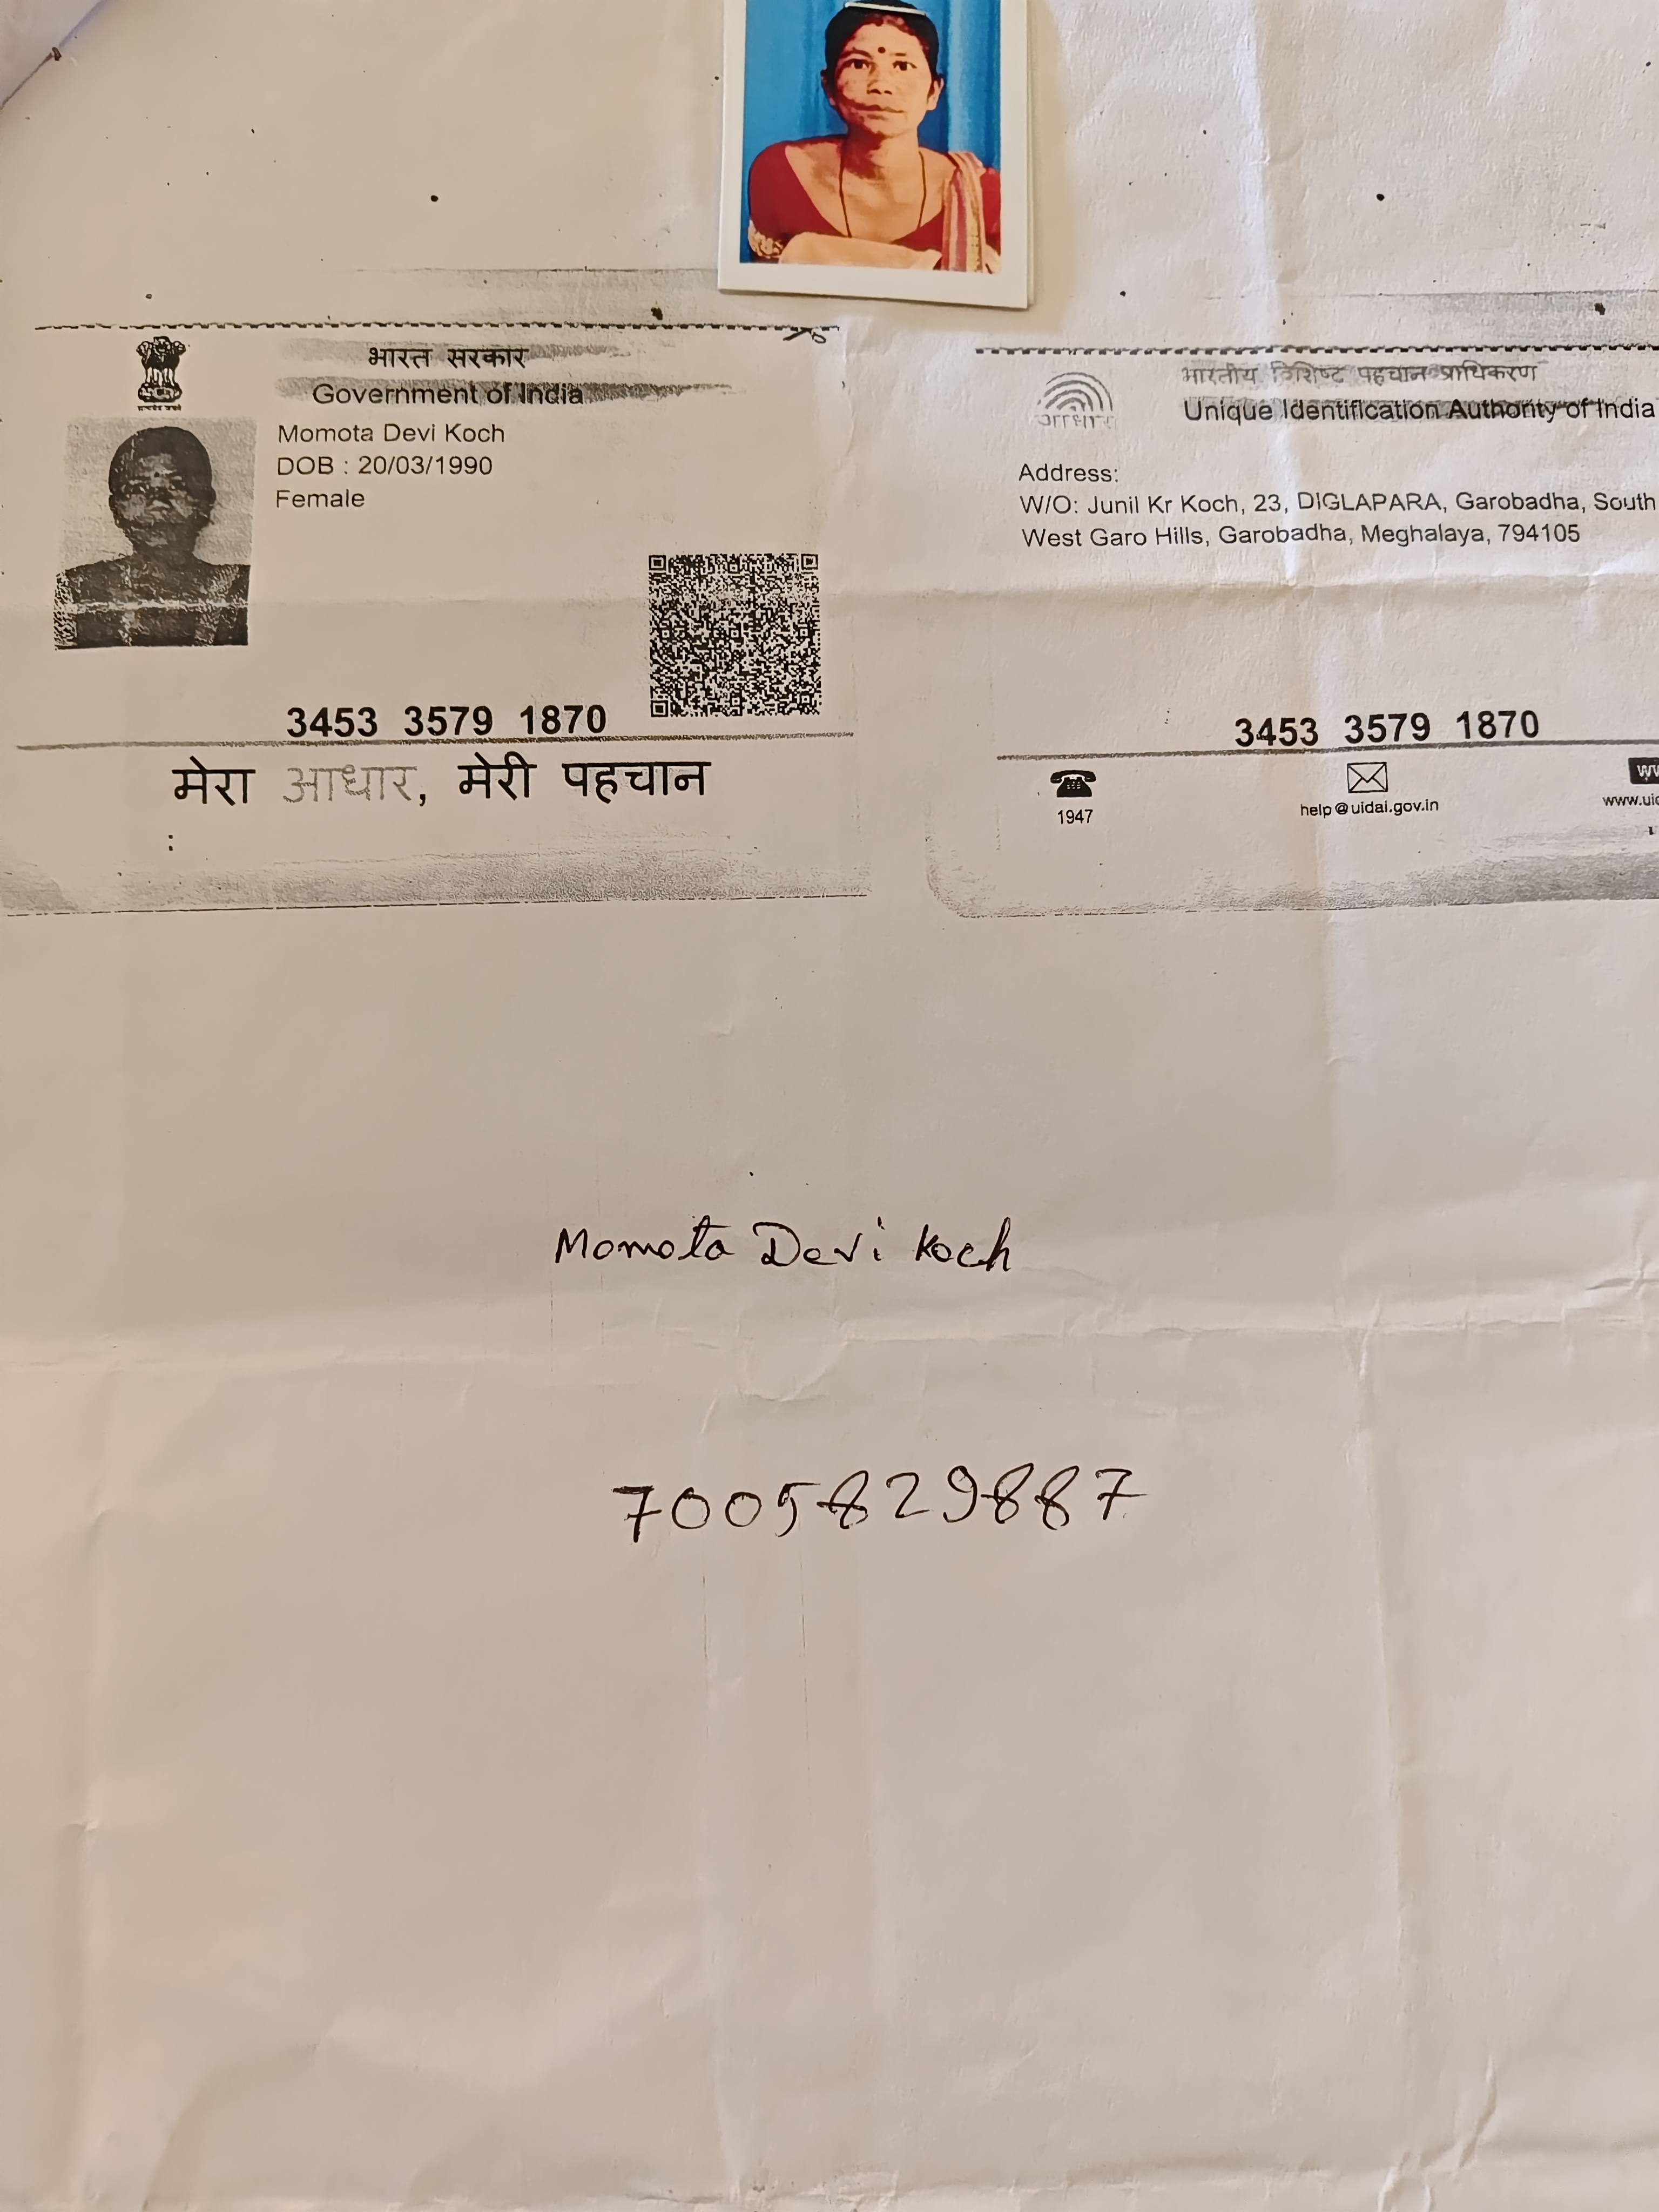 भारत सरकार
Government of India
Momota Devi Koch
DOB : 20/03/1990
Female
3453 3579 1870
मेरा आधार, मेरी पहचान
भारतीय विशिष्ट पहचान प्राधिकरण
Unique Identification Authority of India
आधार
Address:
W/O: Junil Kr Koch, 23, DIGLAPARA, Garobadha, South
West Garo Hills, Garobadha, Meghalaya, 794105
3453 3579 1870
1947
help@uidai.gov.in
Momota Devi Koch
7005829887